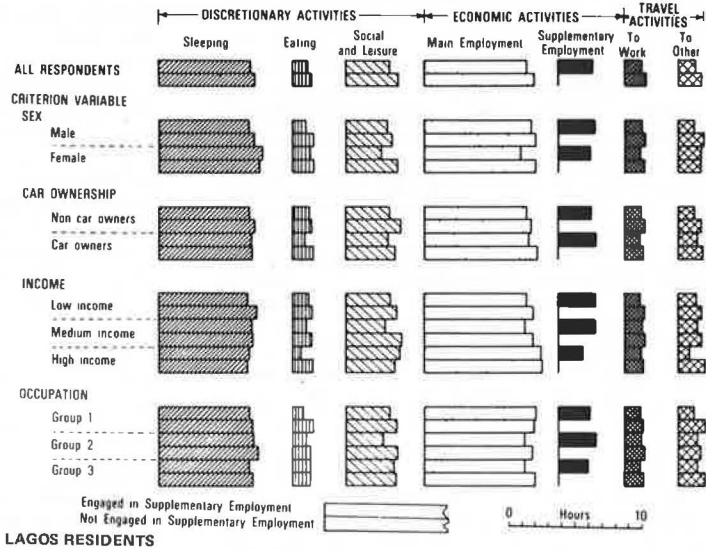 DISCRETIONARY ACTIVITIES ECONOMIC ACTIVITIES TRAVEL ACTIVITIES
Sleeping Eating Social and Leisure Main Employment Supplementary Employment To Work To Other
ALL RESPONDENTS
CRITERION VARIABLE
SEX
Male
Female
CAR OWNERSHIP
Non car owners
Car owners
INCOME
Low income
Medium income
High income
OCCUPATION
Group 1
Group 2
Group 3
Engaged in Supplementary Employment
Not Engaged in Supplementary Employment
0 Hours 10
LAGOS RESIDENTS